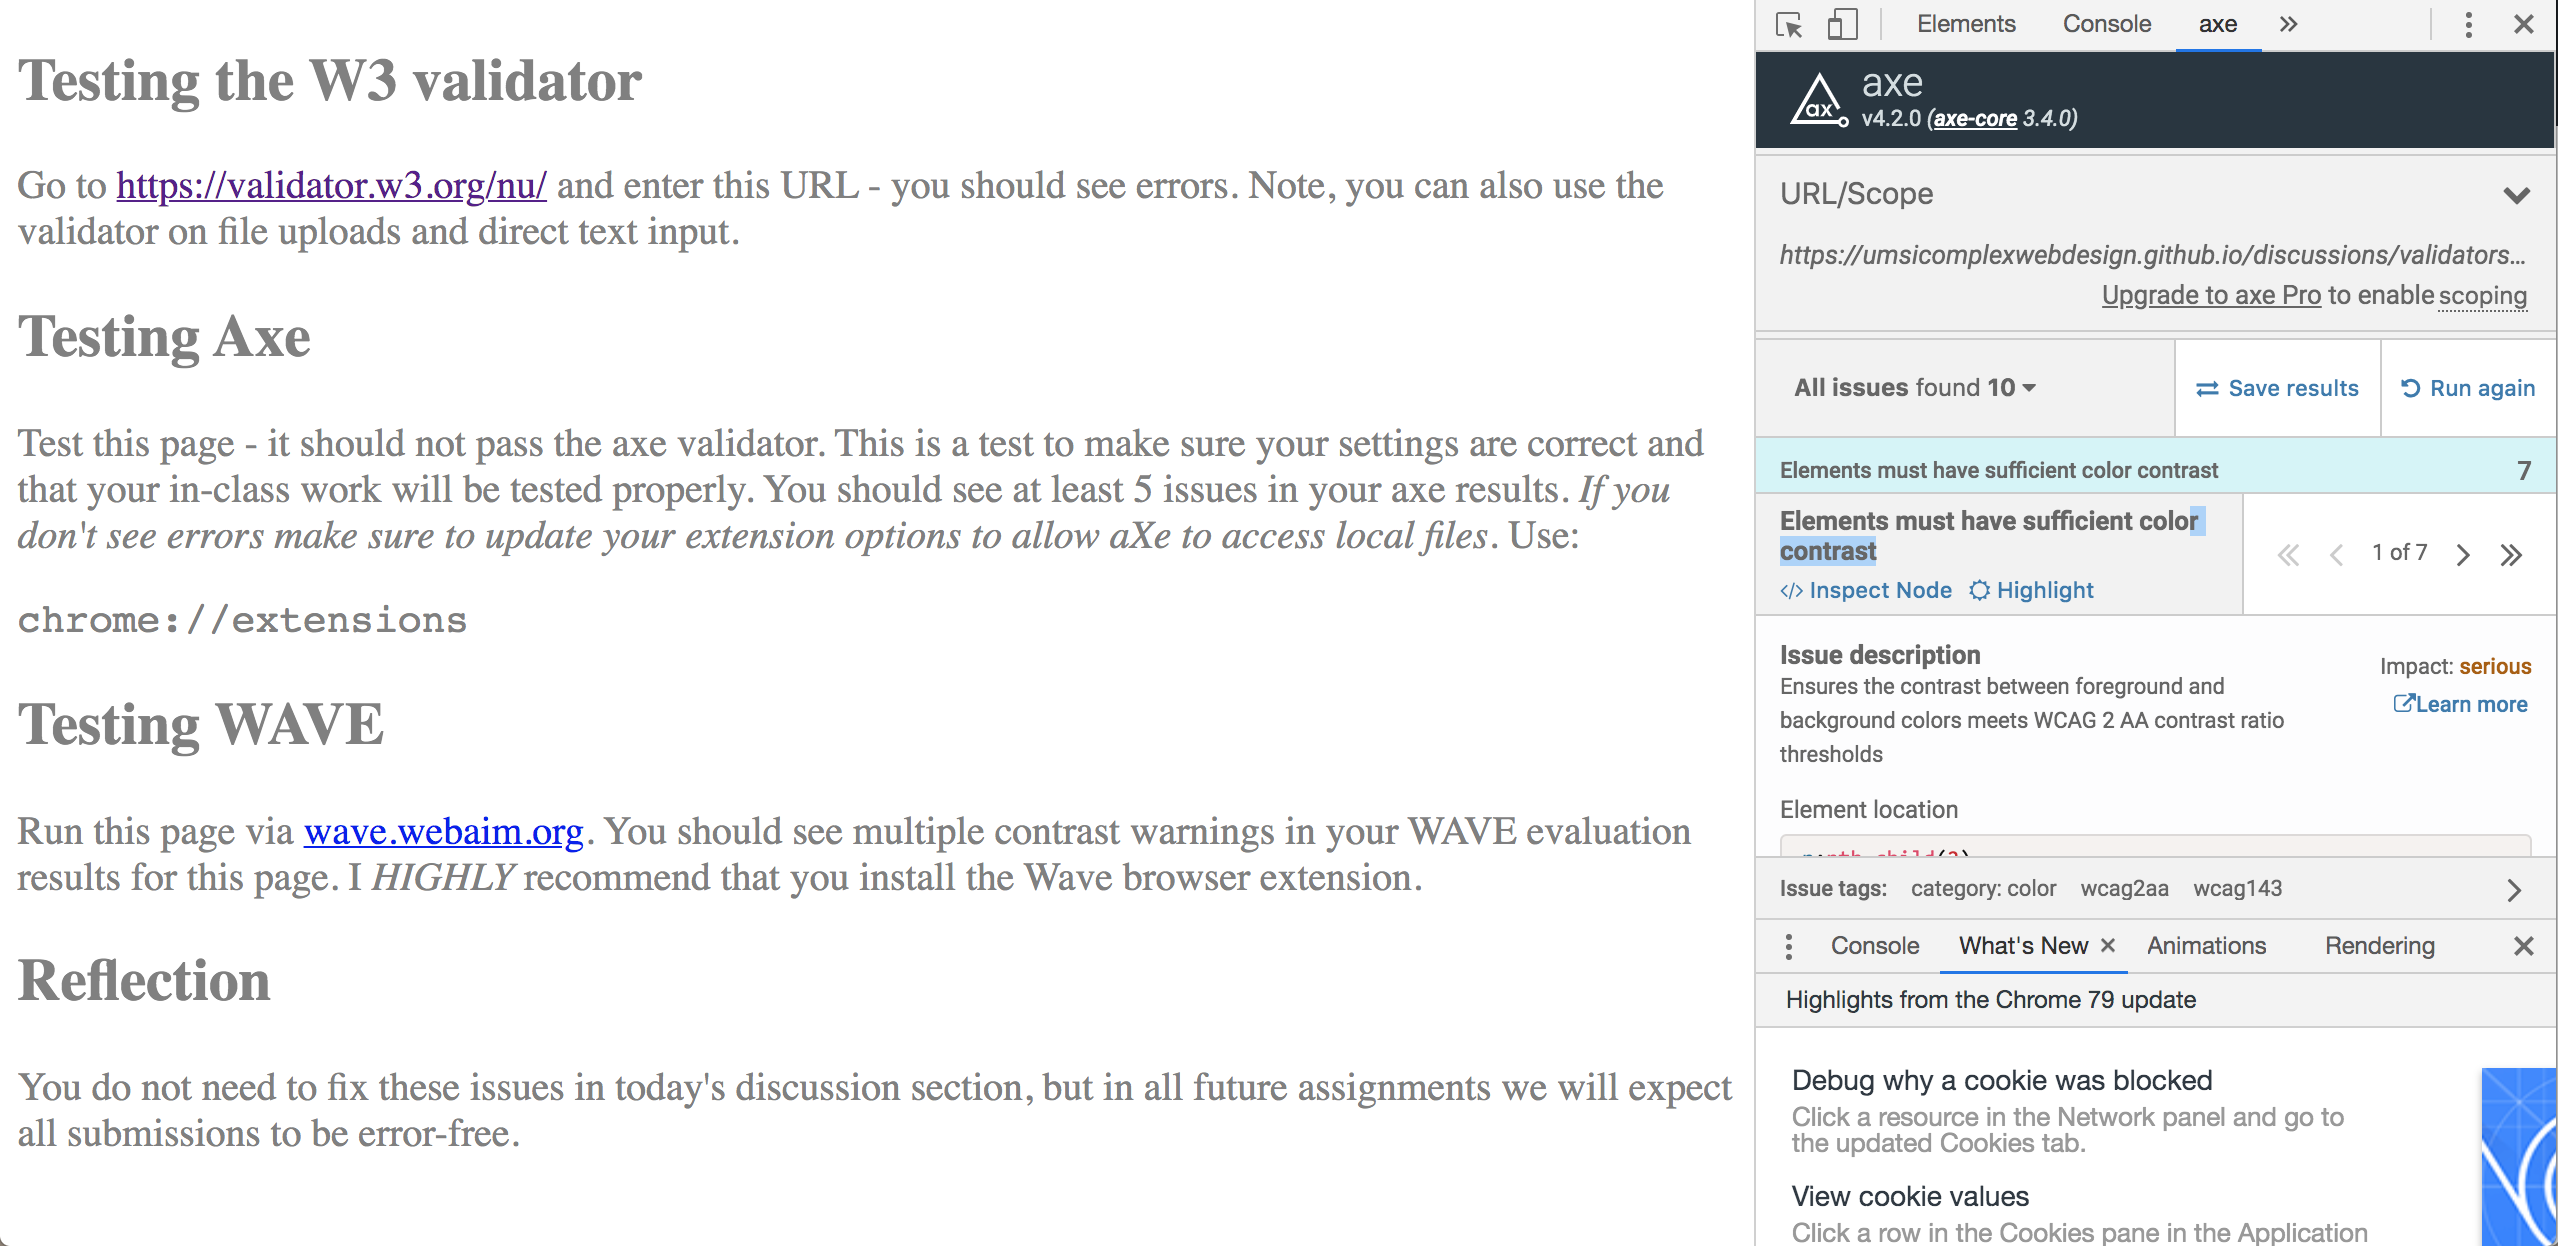 Testing the W3 validator
Go to https://validator.w3.org/nu/ and enter this URL - you should see errors. Note, you can also use the
validator on file uploads and direct text input.
Testing Axe
Test this page - it should not pass the axe validator. This is a test to make sure your settings are correct and
that your in-class work will be tested properly. You should see at least 5 issues in your axe results. If you
don't see errors make sure to update your extension options to allow aXe to access local files. Use:
chrome://extensions
Testing WAVE
Run this page via wave.webaim.org. You should see multiple contrast warnings in your WAVE evaluation
results for this page. I HIGHLY recommend that you install the Wave browser extension.
Reflection
You do not need to fix these issues in today's discussion section, but in all future assignments we will expect
all submissions to be error-free.
Elements Console axe
ax
axe
v4.2.0 (axe-core 3.4.0)
URL/Scope
https://umsicomplexwebdesign.github.io/discussions/validators...
Upgrade to axe Pro to enable scoping
All issues found 10
Save results
Run again
Elements must have sufficient color contrast 7
Elements must have sufficient color
contrast
</> Inspect Node Highlight
1 of 7
Issue description
Ensures the contrast between foreground and
background colors meets WCAG 2 AA contrast ratio
thresholds
Impact: serious
Learn more
Element location
Issue tags: category: color wcag2aa wcag143
Console What's New × Animations Rendering
Highlights from the Chrome 79 update
Debug why a cookie was blocked
Click a resource in the Network panel and go to
the updated Cookies tab.
View cookie values
Click a row in the Cookies pane in the Application